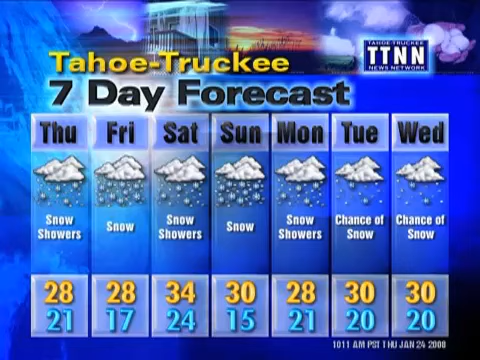 Tahoe-Truckee
7 Day Forecast
TAHOE-TRUCKEE
TTNN
NEWS NETWORK
Thu Fri Sat Sun Mon Tue Wed
Snow Showers Snow Snow Showers Snow Snow Showers Chance of Snow Chance of Snow
28 28 34 30 28 30 30
21 17 24 15 21 20 20
1011 AM PST THU JAN 24 2008